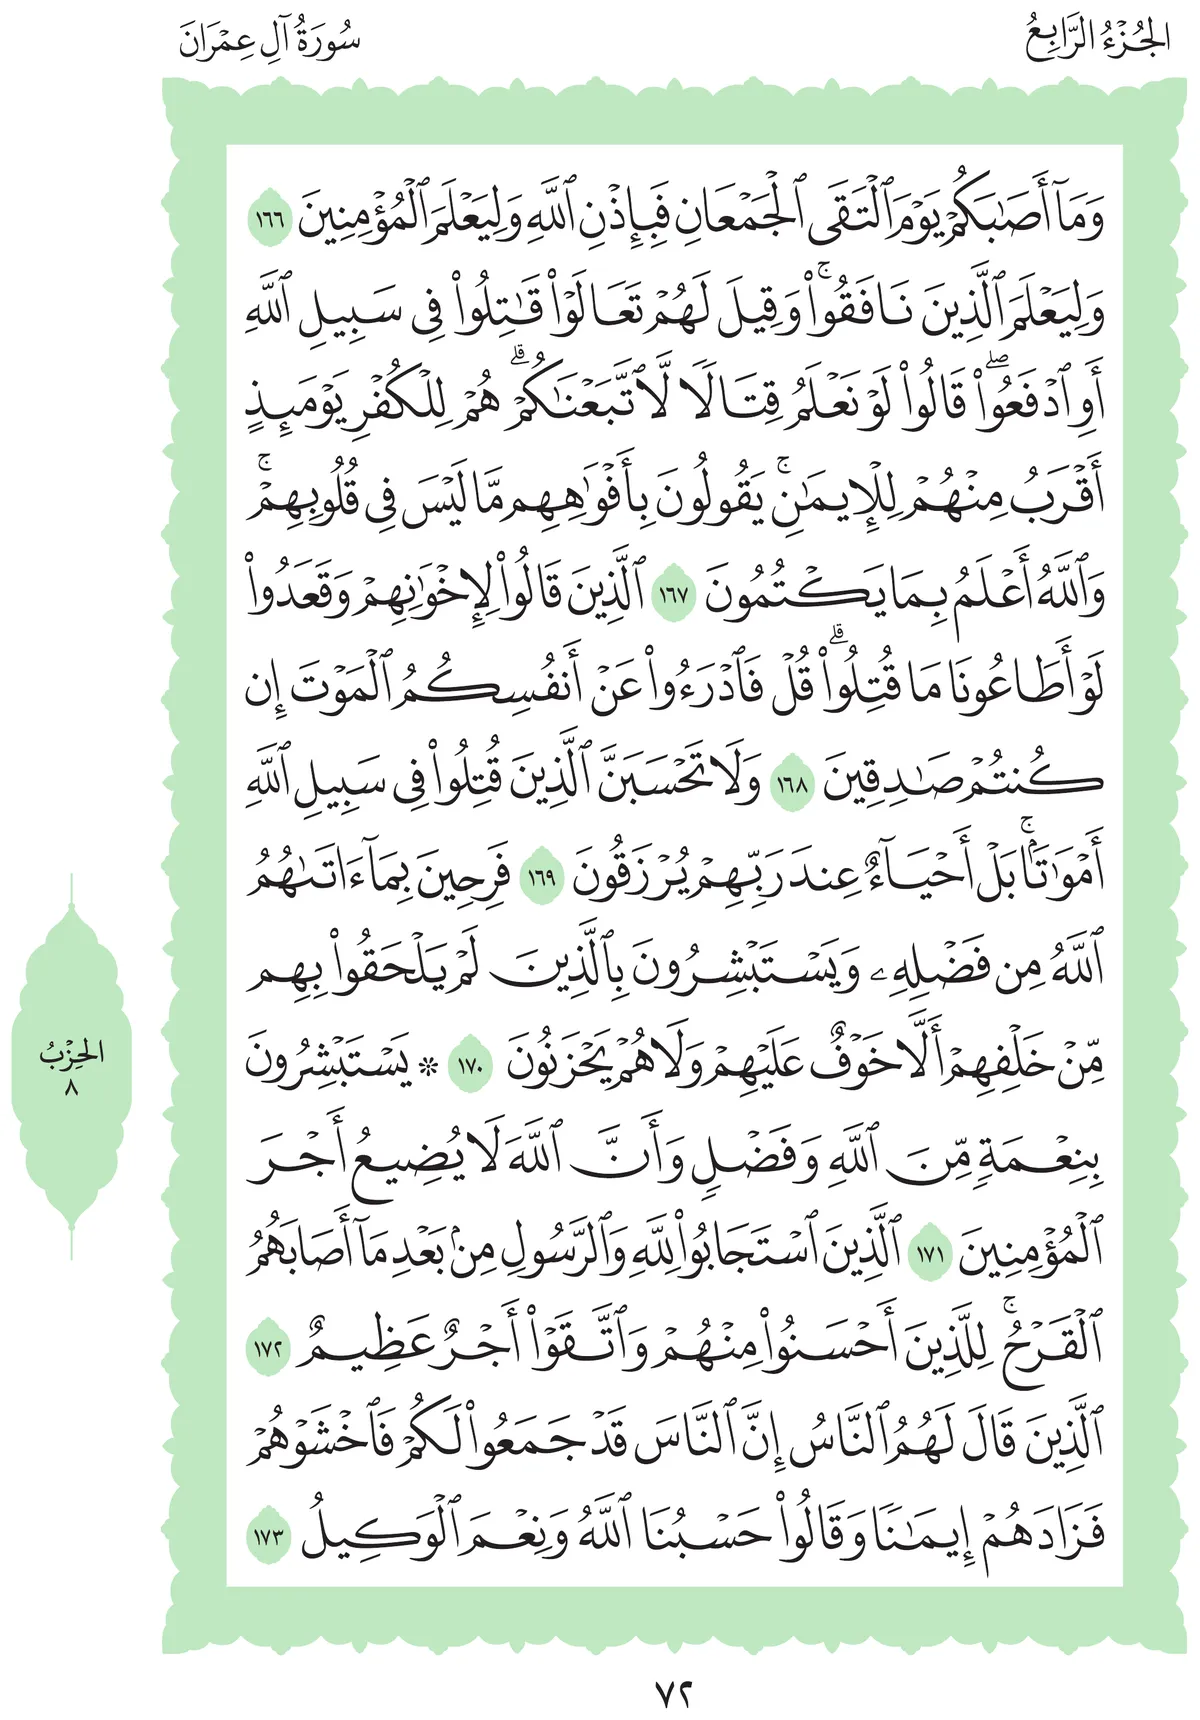 الجُزْءُ الرَّابِعُ
سُورَةُ آلِ عِمْرَانَ
وَمَآ أَصَٰبَكُمْ يَوْمَ ٱلْتَقَى ٱلْجَمْعَانِ فَبِإِذْنِ ٱللَّهِ وَلِيَعْلَمَ ٱلْمُؤْمِنِينَ ١٦٦
وَلِيَعْلَمَ ٱلَّذِينَ نَافَقُوا۟ۚ وَقِيلَ لَهُمْ تَعَالَوْا۟ قَٰتِلُوا۟ فِى سَبِيلِ ٱللَّهِ
أَوِ ٱدْفَعُوا۟ۖ قَالُوا۟ لَوْ نَعْلَمُ قِتَالًا لَّٱتَّبَعْنَٰكُمْۗ هُمْ لِلْكُفْرِ يَوْمَئِذٍ
أَقْرَبُ مِنْهُمْ لِلْإِيمَٰنِۚ يَقُولُونَ بِأَفْوَٰهِهِم مَّا لَيْسَ فِى قُلُوبِهِمْۚ
وَٱللَّهُ أَعْلَمُ بِمَا يَكْتُمُونَ ١٦٧ ٱلَّذِينَ قَالُوا۟ لِإِخْوَٰنِهِمْ وَقَعَدُوا۟
لَوْ أَطَاعُونَا مَا قُتِلُوا۟ۗ قُلْ فَٱدْرَءُوا۟ عَنْ أَنفُسِكُمُ ٱلْمَوْتَ إِن
كُنتُمْ صَٰدِقِينَ ١٦٨ وَلَا تَحْسَبَنَّ ٱلَّذِينَ قُتِلُوا۟ فِى سَبِيلِ ٱللَّهِ
أَمْوَٰتًۢاۚ بَلْ أَحْيَآءٌ عِندَ رَبِّهِمْ يُرْزَقُونَ ١٦٩ فَرِحِينَ بِمَآ ءَاتَىٰهُمُ
ٱللَّهُ مِن فَضْلِهِۦ وَيَسْتَبْشِرُونَ بِٱلَّذِينَ لَمْ يَلْحَقُوا۟ بِهِم
مِّنْ خَلْفِهِمْ أَلَّا خَوْفٌ عَلَيْهِمْ وَلَا هُمْ يَحْزَنُونَ ١٧٠ ۞ يَسْتَبْشِرُونَ
بِنِعْمَةٍ مِّنَ ٱللَّهِ وَفَضْلٍ وَأَنَّ ٱللَّهَ لَا يُضِيعُ أَجْرَ
ٱلْمُؤْمِنِينَ ١٧١ ٱلَّذِينَ ٱسْتَجَابُوا۟ لِلَّهِ وَٱلرَّسُولِ مِنۢ بَعْدِ مَآ أَصَابَهُمُ
ٱلْقَرْحُۚ لِلَّذِينَ أَحْسَنُوا۟ مِنْهُمْ وَٱتَّقَوْا۟ أَجْرٌ عَظِيمٌ ١٧٢
ٱلَّذِينَ قَالَ لَهُمُ ٱلنَّاسُ إِنَّ ٱلنَّاسَ قَدْ جَمَعُوا۟ لَكُمْ فَٱخْشَوْهُمْ
فَزَادَهُمْ إِيمَٰنًا وَقَالُوا۟ حَسْبُنَا ٱللَّهُ وَنِعْمَ ٱلْوَكِيلُ ١٧٣
الحِزْبُ
٨
٧٢